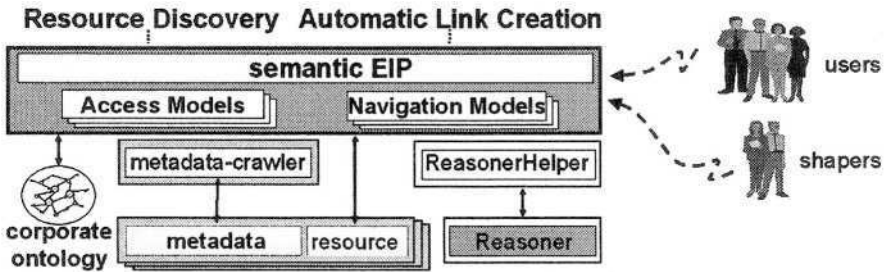 Resource Discovery Automatic Link Creation
semantic EIP
users
Access Models Navigation Models
metadata-crawler ReasonerHelper
shapers
corporate
ontology
metadata resource Reasoner